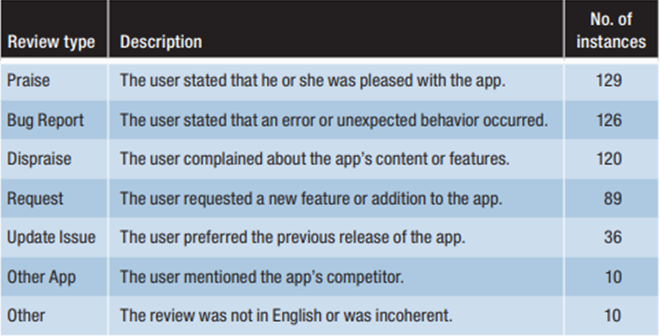 Review type Description No. of instances
Praise The user stated that he or she was pleased with the app. 129
Bug Report The user stated that an error or unexpected behavior occurred. 126
Dispraise The user complained about the app's content or features. 120
Request The user requested a new feature or addition to the app. 89
Update Issue The user preferred the previous release of the app. 36
Other App The user mentioned the app's competitor. 10
Other The review was not in English or was incoherent. 10